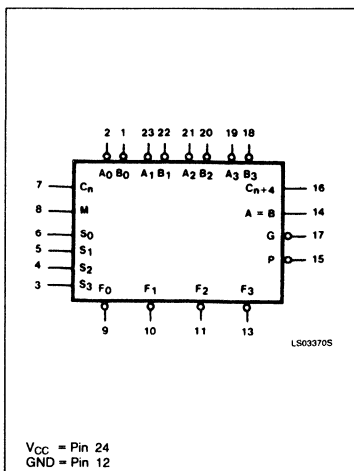 2 1 23 22 21 20 19 18
A0 B0 A1 B1 A2 B2 A3 B3
7 Cn Cn+4 16
8 M A = B 14
6 S0 G 17
5 S1
4 S2 P 15
3 S3
F0 F1 F2 F3
9 10 11 13
LS03370S
VCC = Pin 24
GND = Pin 12